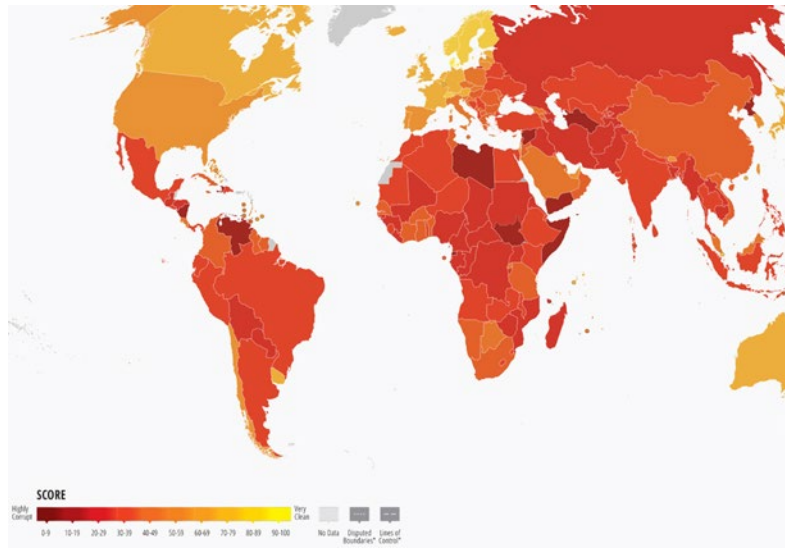 SCORE
Highly
Corrupt
Very
Clean
0-9 10-19 20-29 30-39 40-49 50-59 60-69 70-79 80-89 90-100
No Data
Disputed
Boundaries*
Lines of
Control*